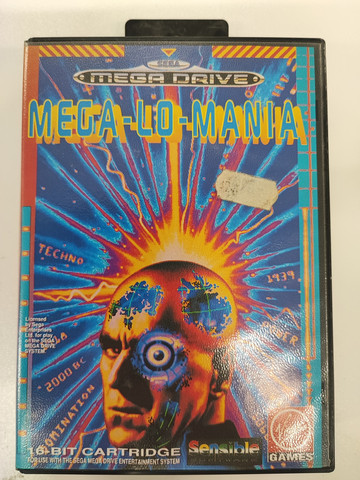 SEGA
MEGA DRIVE
MEGA-LO-MANIA
TECHNO
1939
Licensed
by Sega
Enterprises
Ltd. for play
on the SEGA
MEGA DRIVE
SYSTEM
2000 BC
DOMINATION
16-BIT CARTRIDGE
FOR USE WITH THE SEGA MEGA DRIVE ENTERTAINMENT SYSTEM
Sensible
GAMES